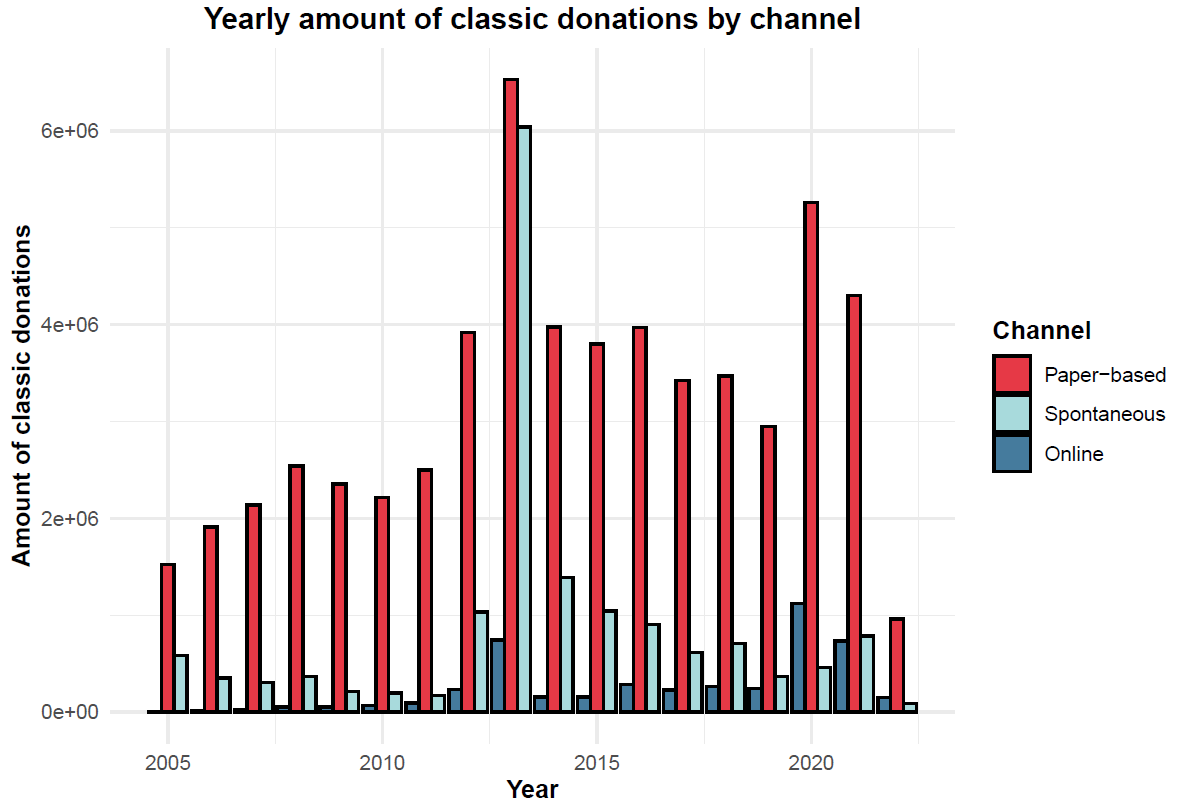 Yearly amount of classic donations by channel
Amount of classic donations
6e+06
4e+06
2e+06
0e+00
2005
2010
2015
2020
Year
Channel
Paper−based
Spontaneous
Online